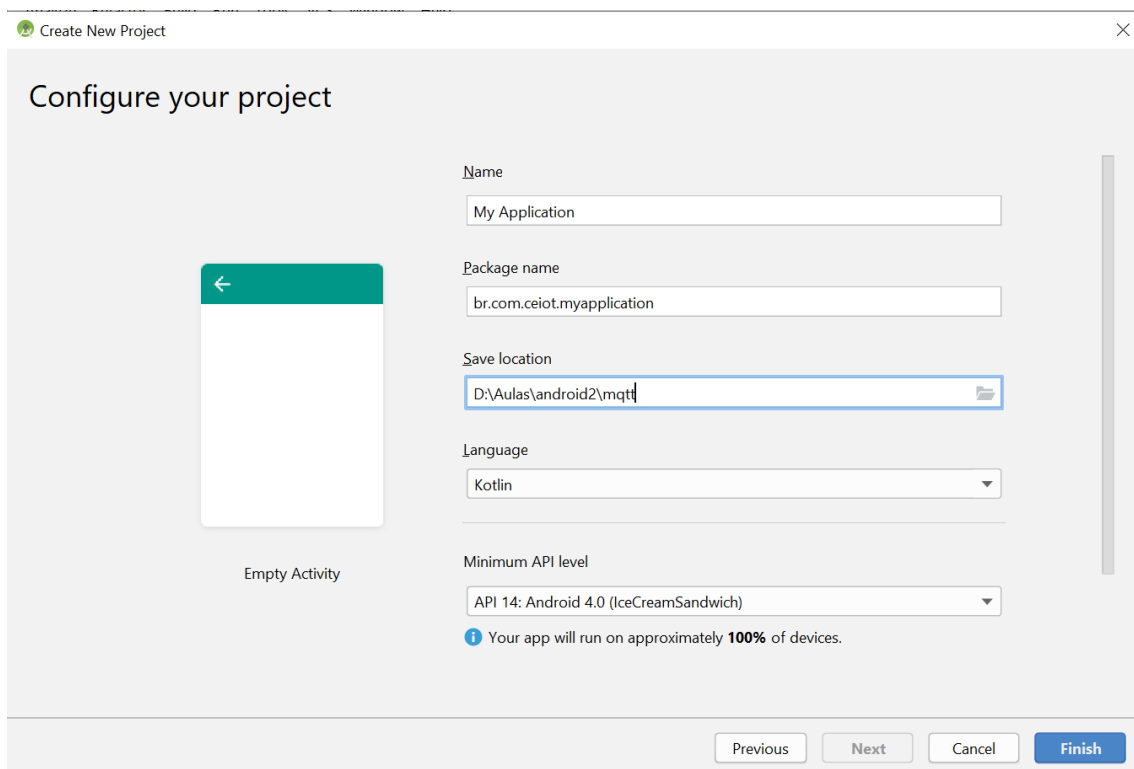 Create New Project
Configure your project
Name
My Application
Package name
br.com.ceiot.myapplication
Save location
D:\Aulas\android2\mqtt
Language
Kotlin
Empty Activity
Minimum API level
API 14: Android 4.0 (IceCreamSandwich)
Your app will run on approximately 100% of devices.
Previous Next Cancel Finish